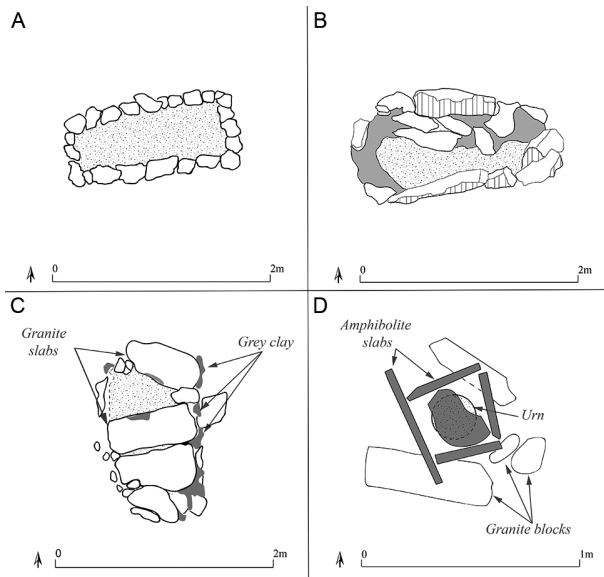 A
0
2m
B
0
2m
C
Granite
slabs
Grey clay
0
2m
D
Amphibolite
slabs
Urn
Granite blocks
0
1m